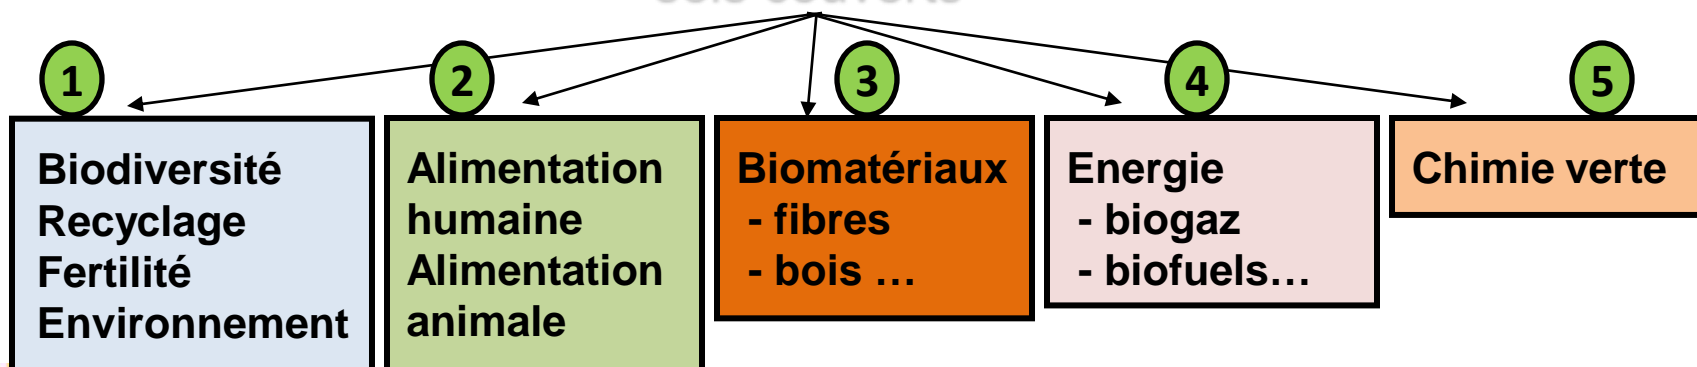 1
Biodiversité
Recyclage
Fertilité
Environnement
2
Alimentation
humaine
Alimentation
animale
3
Biomatériaux
- fibres
- bois …
4
Energie
- biogaz
- biofuels…
5
Chimie verte